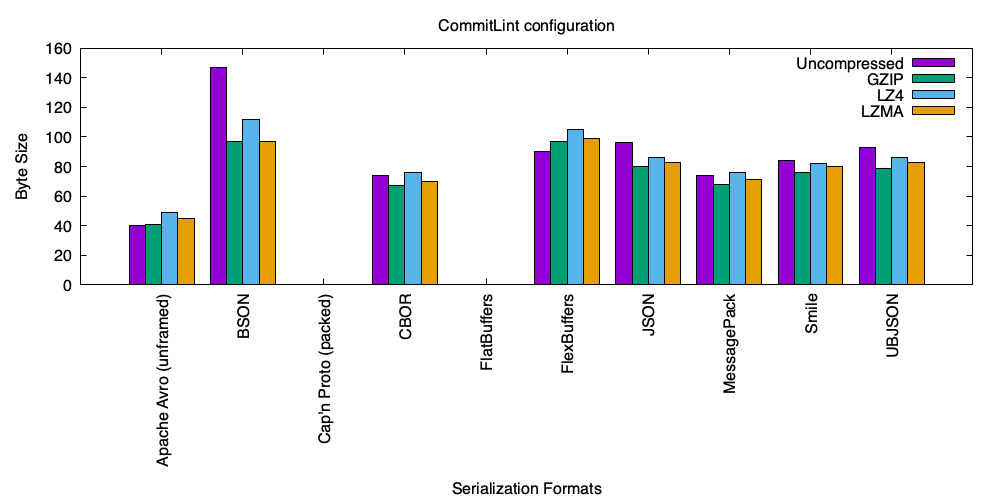 CommitLint configuration
Byte Size
160
140
120
100
80
60
40
20
0
Uncompressed
GZIP
LZ4
LZMA
Apache Avro (unframed)
BSON
Cap'n Proto (packed)
CBOR
FlatBuffers
FlexBuffers
JSON
MessagePack
Smile
UBJSON
Serialization Formats